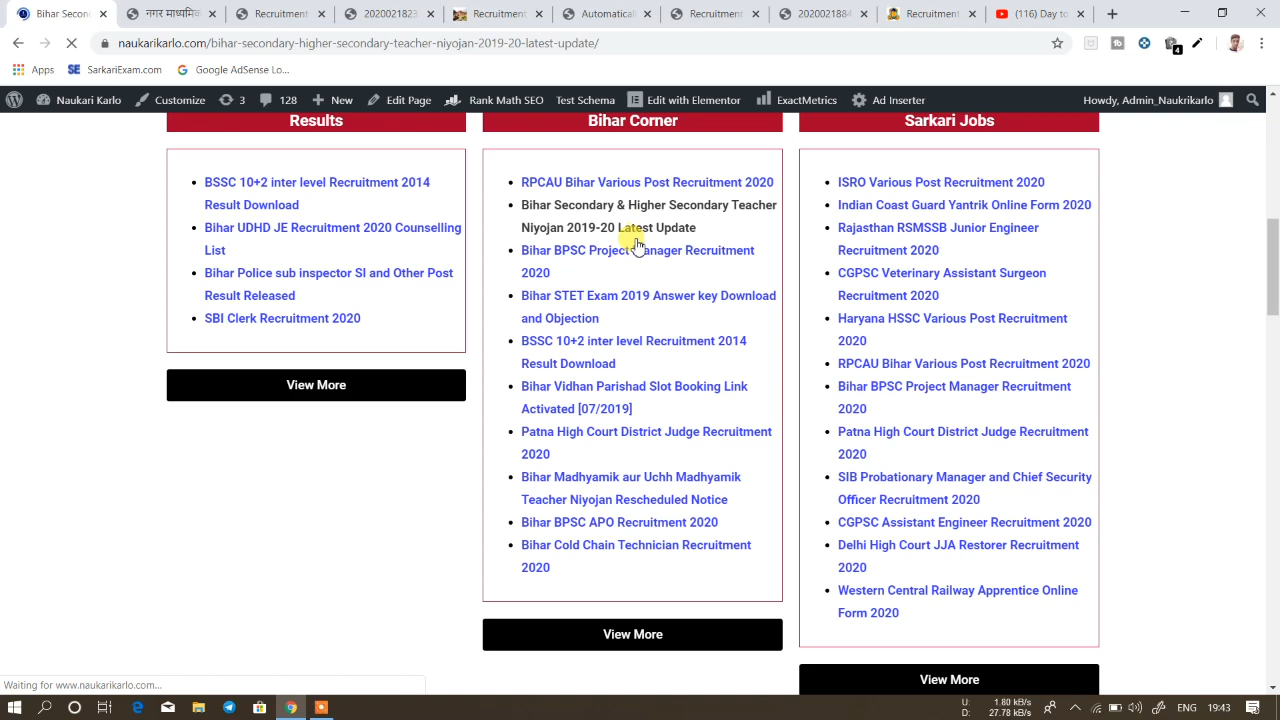 Bihar
नगर माध्यमि
Bihar Secon
202001823
Bihar Secon
Automatical
Bihar Secon
202002188
ISRO Recrui
(116) Day to
naukarikarlo.com/bihar-secondary-higher-secondary-teacher-niyojan-2019-20-latest-update/
Apps
SarkariExam.com
Google AdSense Lo...
Naukari Karlo
Customize
3
128
New
Edit Page
Rank Math SEO
Test Schema
Edit with Elementor
ExactMetrics
Ad Inserter
Howdy, Admin_Naukrikarlo
Results
BSSC 10+2 inter level Recruitment 2014
Result Download
Bihar UDHD JE Recruitment 2020 Counselling
List
Bihar Police sub inspector SI and Other Post
Result Released
SBI Clerk Recruitment 2020
View More
Bihar Corner
RPCAU Bihar Various Post Recruitment 2020
Bihar Secondary & Higher Secondary Teacher
Niyojan 2019-20 Latest Update
Bihar BPSC Project Manager Recruitment
2020
Bihar STET Exam 2019 Answer key Download
and Objection
BSSC 10+2 inter level Recruitment 2014
Result Download
Bihar Vidhan Parishad Slot Booking Link
Activated [07/2019]
Patna High Court District Judge Recruitment
2020
Bihar Madhyamik aur Uchh Madhyamik
Teacher Niyojan Rescheduled Notice
Bihar BPSC APO Recruitment 2020
Bihar Cold Chain Technician Recruitment
2020
View More
Sarkari Jobs
ISRO Various Post Recruitment 2020
Indian Coast Guard Yantrik Online Form 2020
Rajasthan RSMSSB Junior Engineer
Recruitment 2020
CGPSC Veterinary Assistant Surgeon
Recruitment 2020
Haryana HSSC Various Post Recruitment
2020
RPCAU Bihar Various Post Recruitment 2020
Bihar BPSC Project Manager Recruitment
2020
Patna High Court District Judge Recruitment
2020
SIB Probationary Manager and Chief Security
Officer Recruitment 2020
CGPSC Assistant Engineer Recruitment 2020
Delhi High Court JJA Restorer Recruitment
2020
Western Central Railway Apprentice Online
Form 2020
View More
Waiting for www.naukarikarlo.com...
U: 1.80 kB/s
D: 27.78 kB/s
ENG
19:43